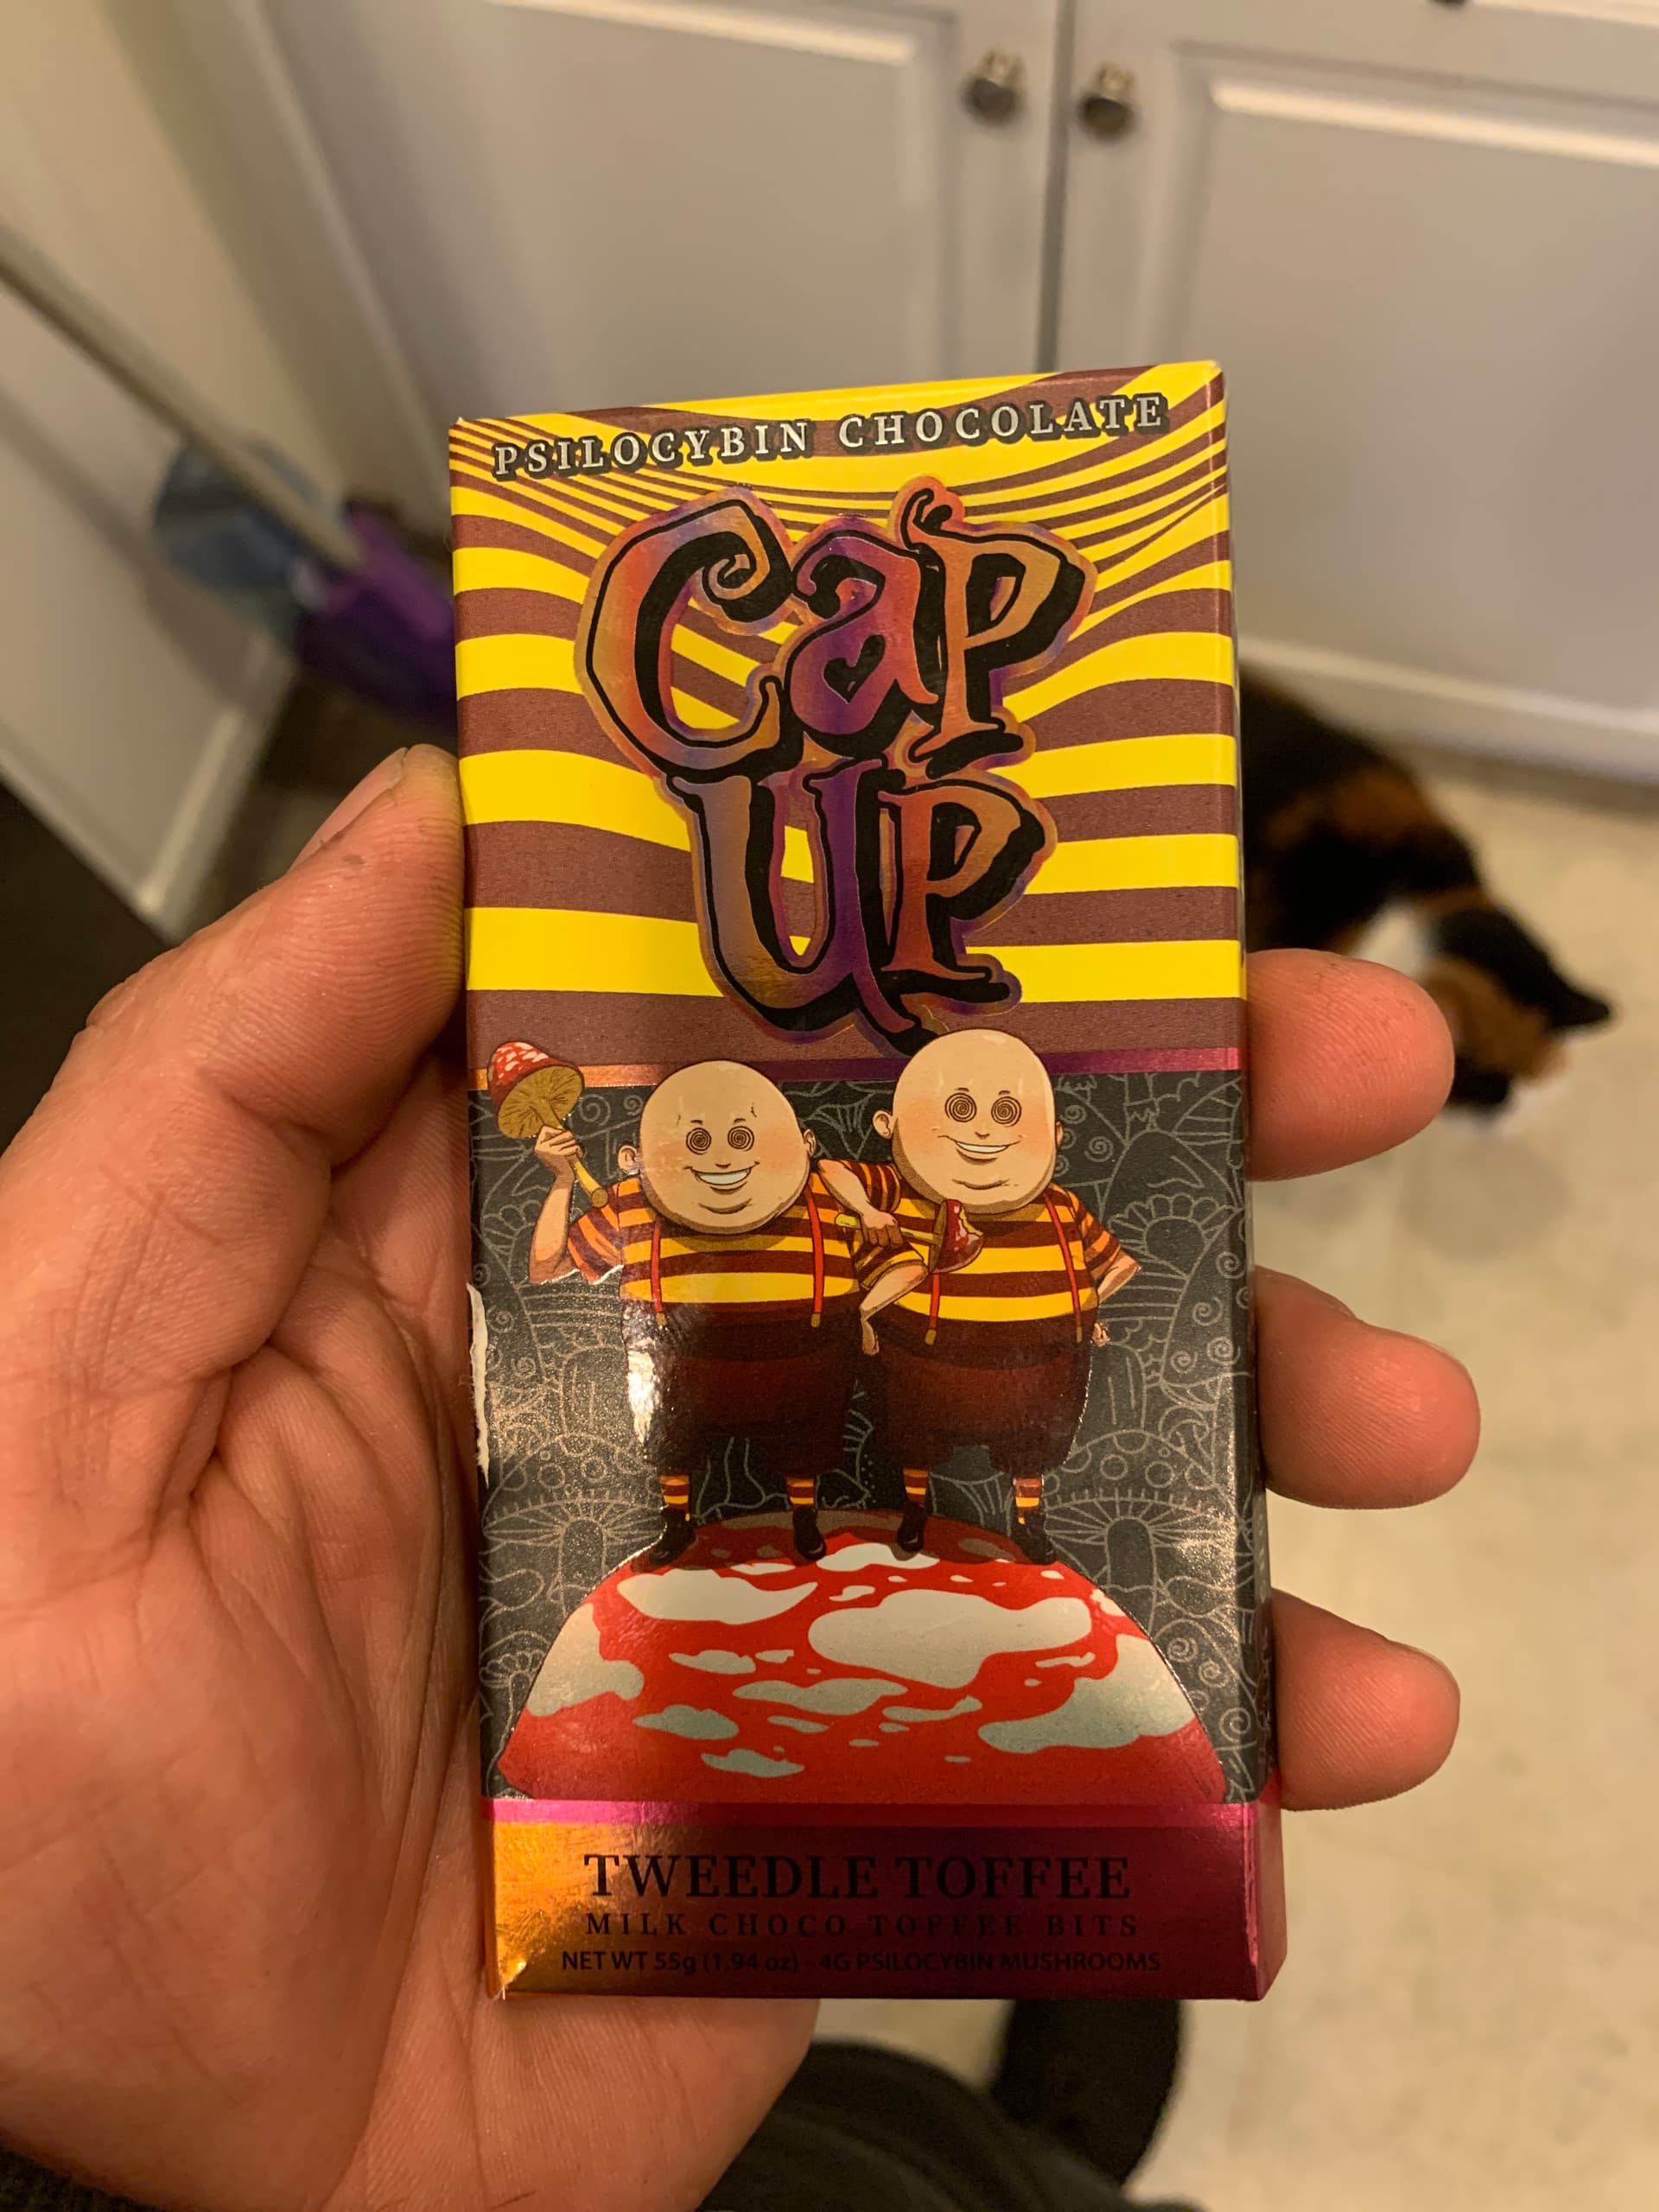 PSILOCYBIN CHOCOLATE
CaP
UP
TWEEDLE TOFFEE
MILK CHOCO TOFFEE BITS
NET WT 55g (1.94 oz) - 4G PSILOCYBIN MUSHROOMS